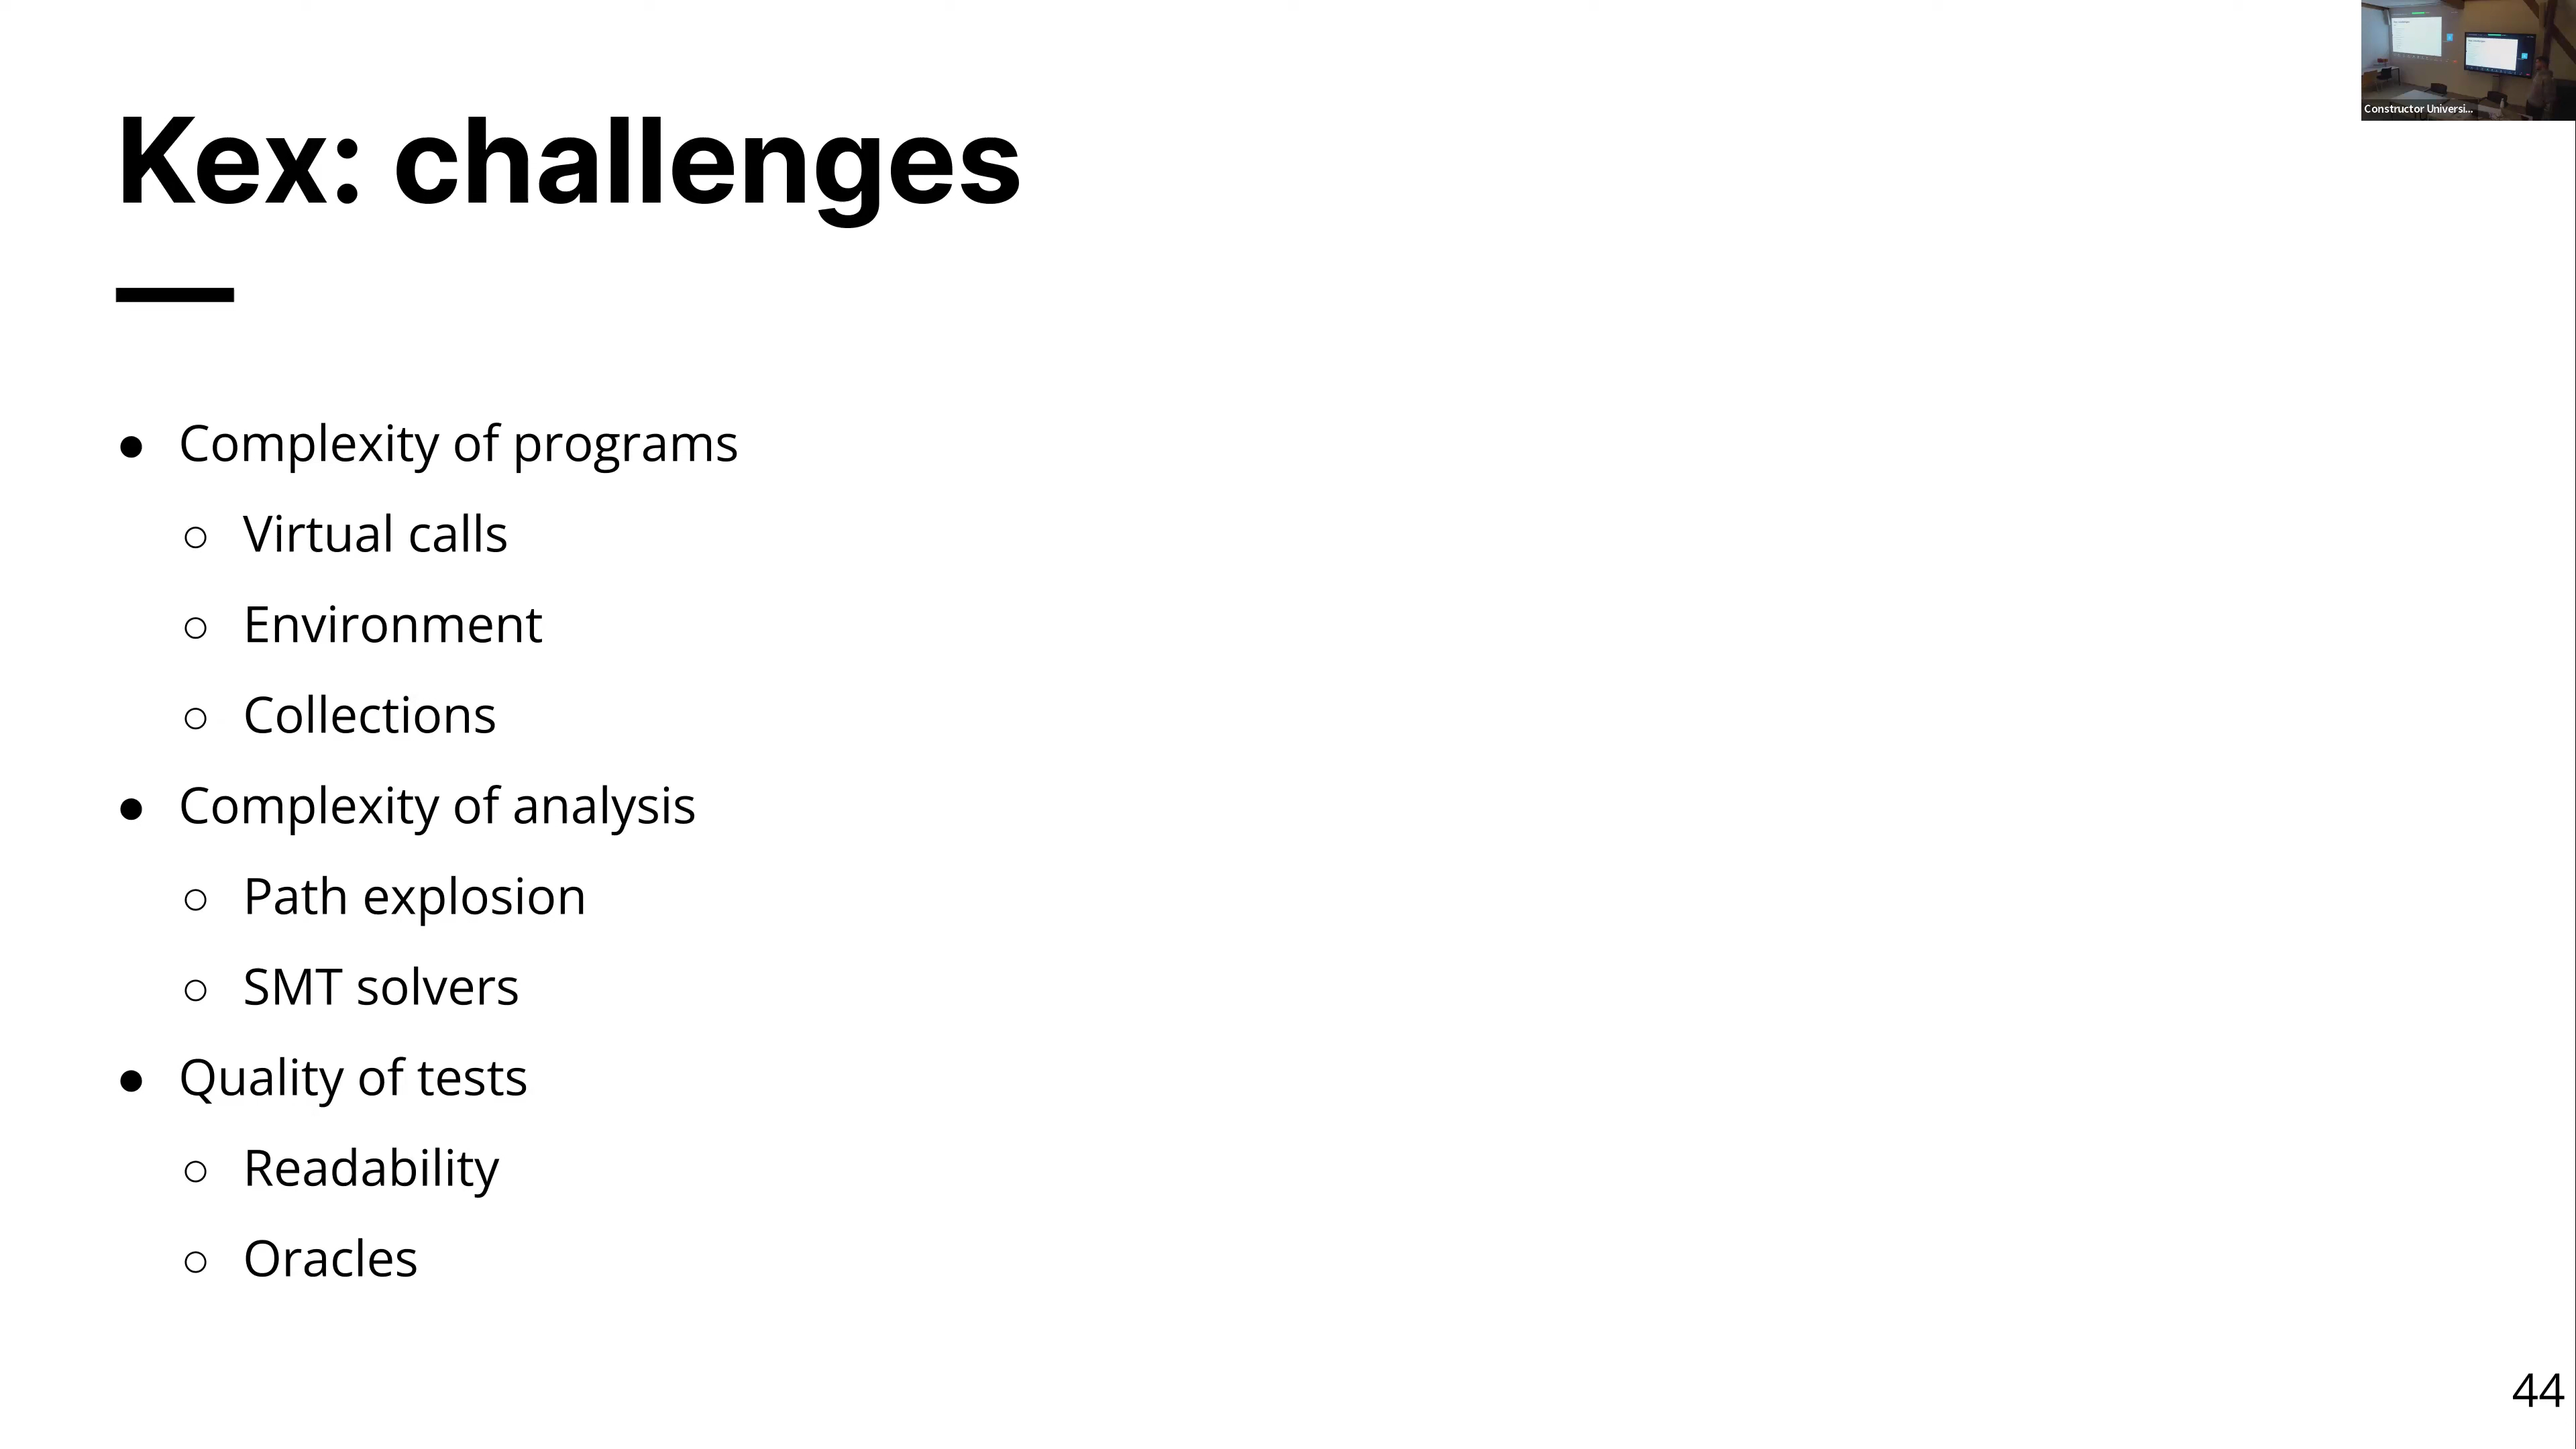 Constructor Universi...
Kex: challenges
● Complexity of programs
○ Virtual calls
○ Environment
○ Collections
● Complexity of analysis
○ Path explosion
○ SMT solvers
● Quality of tests
○ Readability
○ Oracles
44